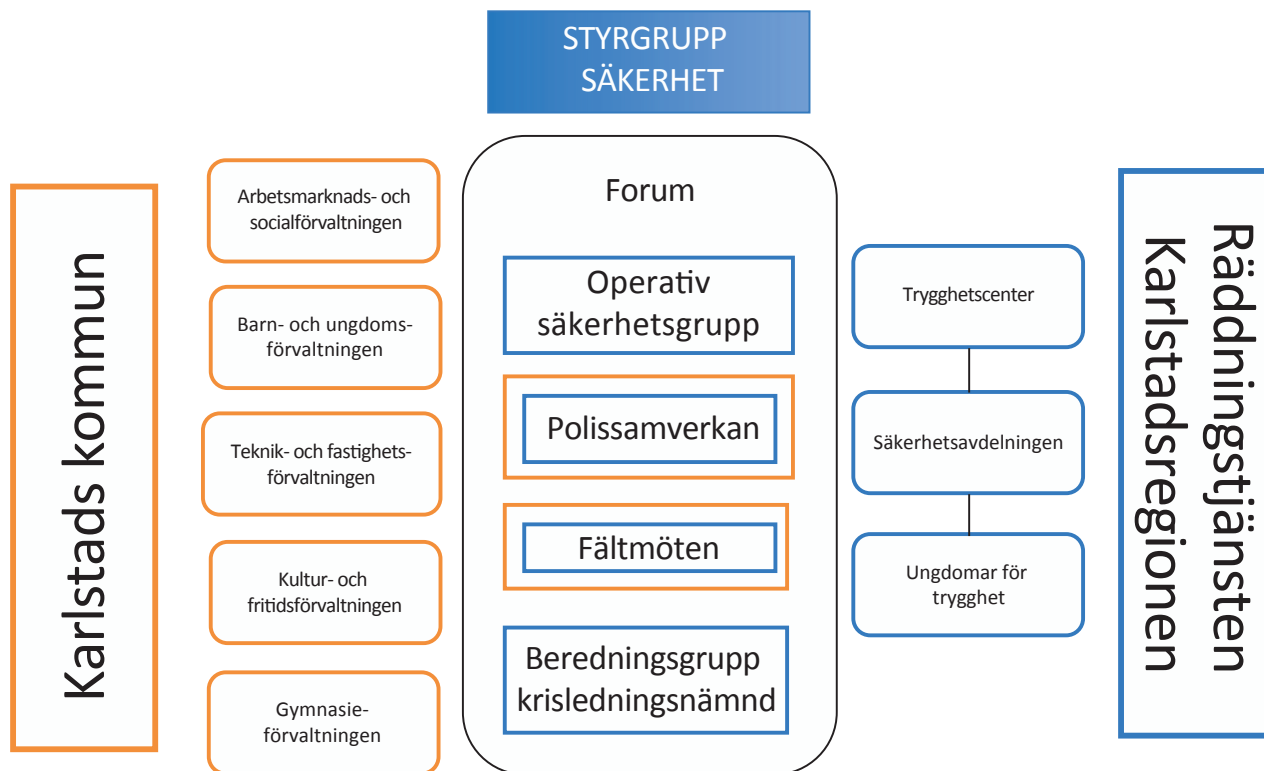 STYRGRUPP
SÄKERHET
Karlstads kommun
Arbetsmarknads- och
socialförvaltningen
Barn- och ungdoms-
förvaltningen
Teknik- och fastighets-
förvaltningen
Kultur- och
fritidsförvaltningen
Gymnasie-
förvaltningen
Forum
Operativ
säkerhetsgrupp
Polissamverkan
Fältmöten
Beredningsgrupp
krisledningsnämnd
Trygghetscenter
Säkerhetsavdelningen
Ungdomar för
trygghet
Räddningstjänsten
Karlstadsregionen